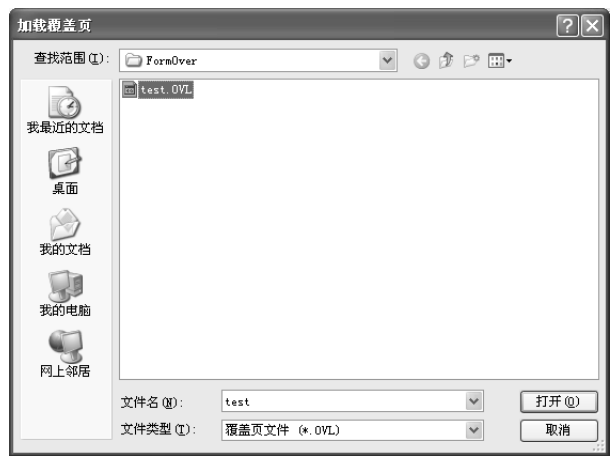 加载覆盖页
查找范围(I): FormOver
test.OVL
我最近的文档
桌面
我的文档
我的电脑
网上邻居
文件名(N): test 打开(O)
文件类型(T): 覆盖页文件 (*.OVL) 取消